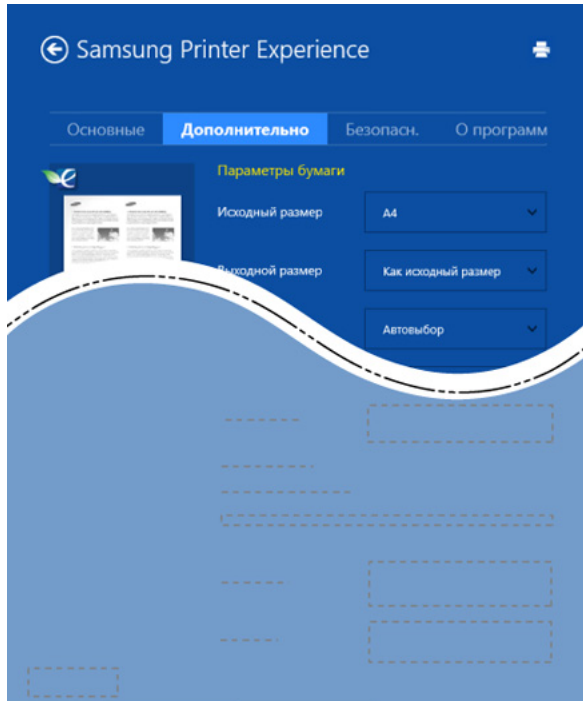 Samsung Printer Experience
Основные Дополнительно Безопасн. О программ
Параметры бумаги
Исходный размер A4
Выходной размер Как исходный размер
Автовыбор